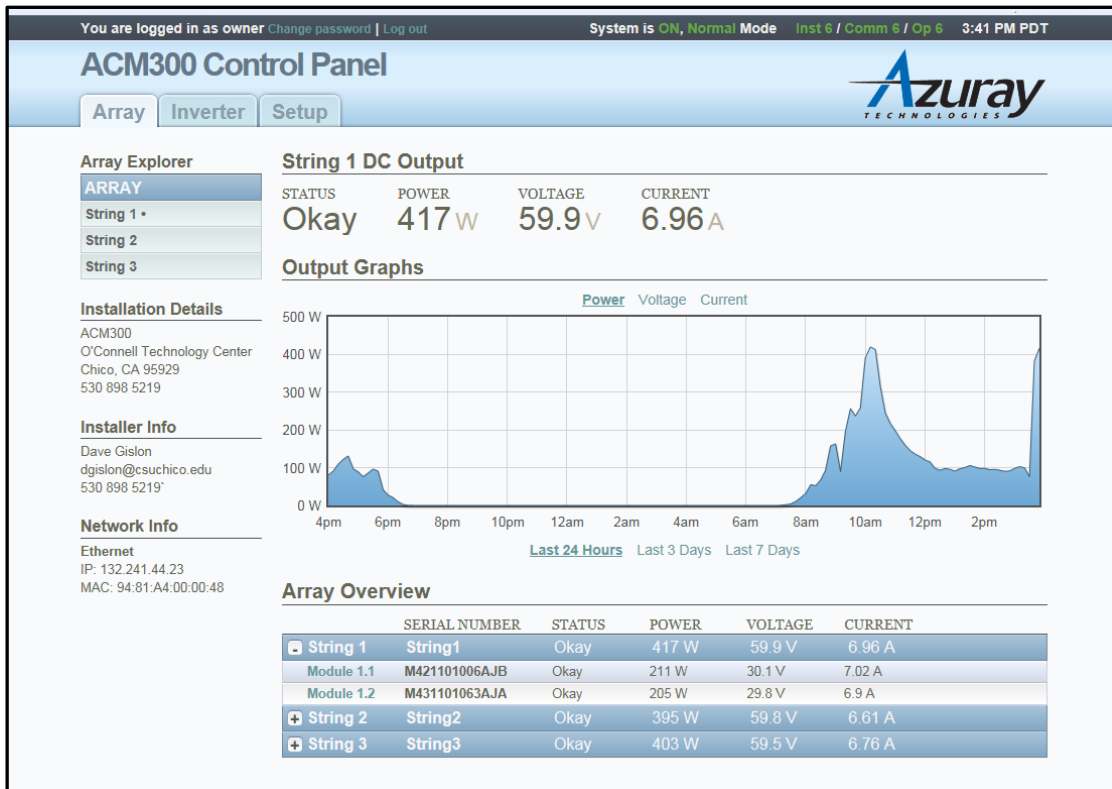 You are logged in as owner Change password | Log out System is ON, Normal Mode Inst 6 / Comm 6 / Op 6 3:41 PM PDT
ACM300 Control Panel
Azuray
TECHNOLOGIES
Array Inverter Setup
Array Explorer
ARRAY
String 1 •
String 2
String 3
Installation Details
ACM300
O'Connell Technology Center
Chico, CA 95929
530 898 5219
Installer Info
Dave Gislon
dgislon@csuchico.edu
530 898 5219`
Network Info
Ethernet
IP: 132.241.44.23
MAC: 94:81:A4:00:00:48
String 1 DC Output
STATUS POWER VOLTAGE CURRENT
Okay 417 W 59.9 V 6.96 A
Output Graphs
Power Voltage Current
500 W
400 W
300 W
200 W
100 W
0 W
4pm 6pm 8pm 10pm 12am 2am 4am 6am 8am 10am 12pm 2pm
Last 24 Hours Last 3 Days Last 7 Days
Array Overview
SERIAL NUMBER STATUS POWER VOLTAGE CURRENT
- String 1 String1 Okay 417 W 59.9 V 6.96 A
Module 1.1 M421101006AJB Okay 211 W 30.1 V 7.02 A
Module 1.2 M431101063AJA Okay 205 W 29.8 V 6.9 A
+ String 2 String2 Okay 395 W 59.8 V 6.61 A
+ String 3 String3 Okay 403 W 59.5 V 6.76 A